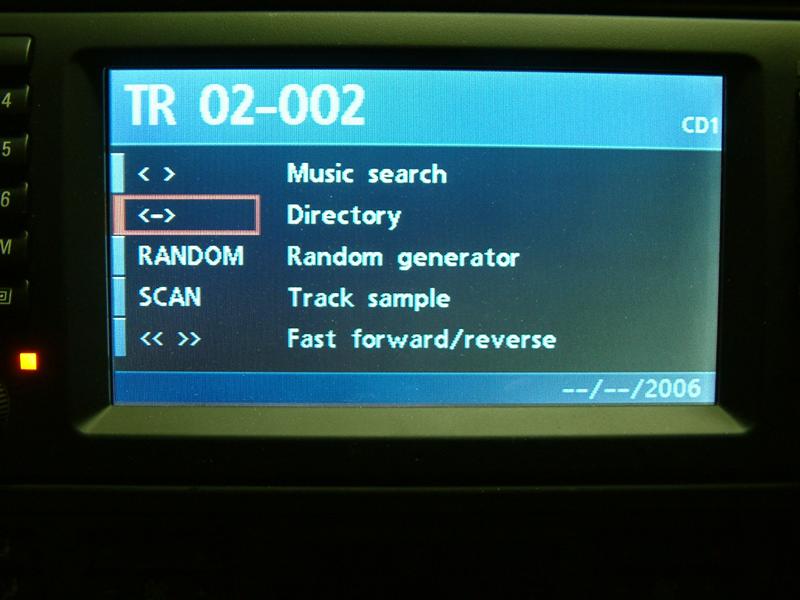 TR 02-002
CD1
< > Music search
<-> Directory
RANDOM Random generator
SCAN Track sample
<< >> Fast forward/reverse
--/--/2006
4
5
6
M